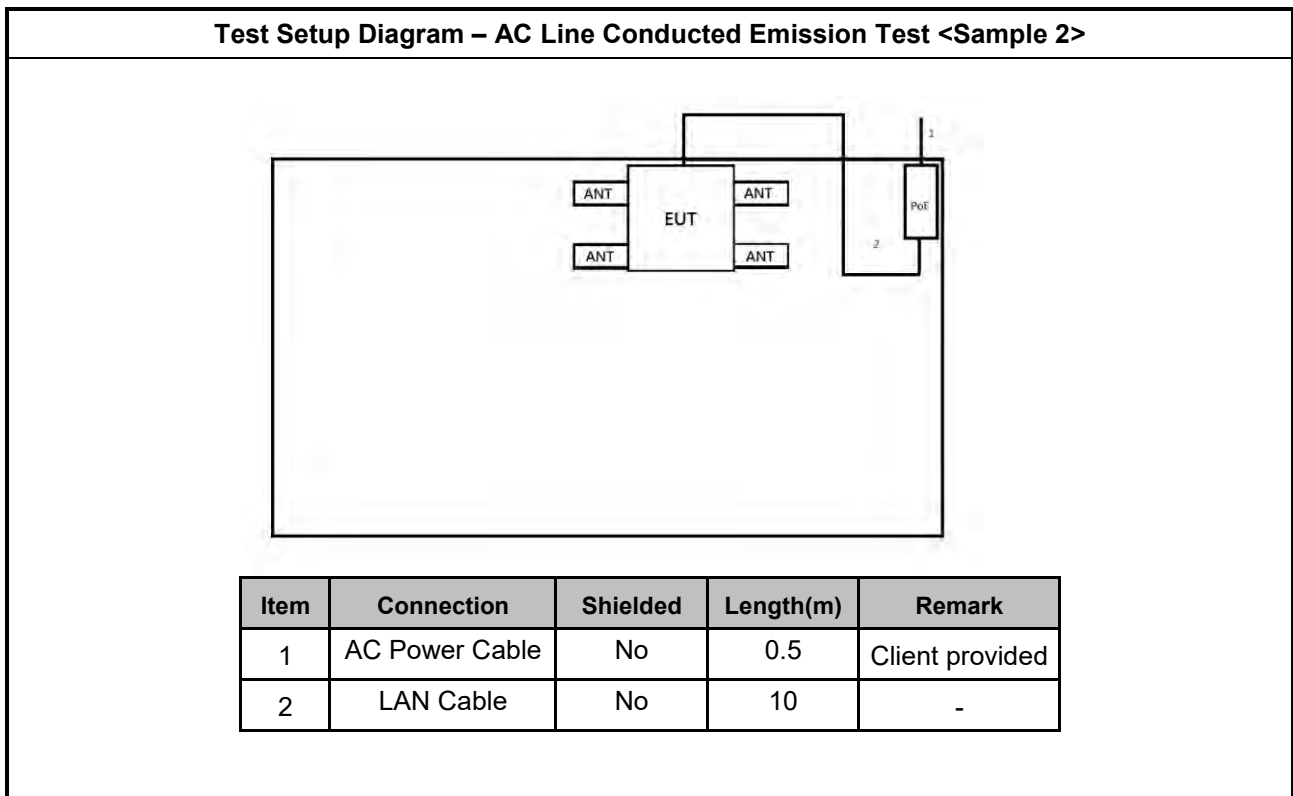 Test Setup Diagram – AC Line Conducted Emission Test <Sample 2>
1
ANT ANT
PoE
EUT
2
ANT ANT
Item Connection Shielded Length(m) Remark
1 AC Power Cable No 0.5 Client provided
2 LAN Cable No 10 -